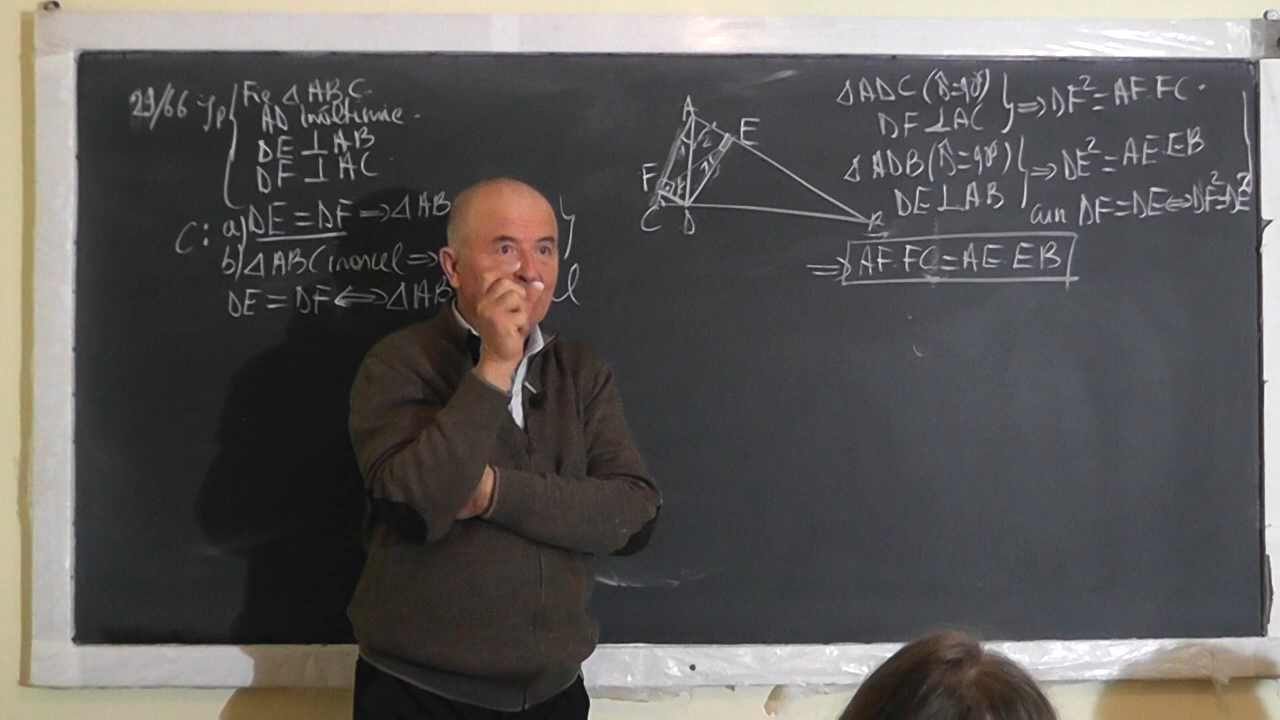 29/66 Ip Fie △ABC
AD înălțime.
DE⊥AB
DF⊥AC
C: a) DE=DF⇒△AB
b) △ABC isoscel⇒
DE=DF⇔△AB
A
E
F
C D B
△ADC (D̂=90°)
DF⊥AC
⇒DF²=AF·FC·
△ADB (D̂=90°)
DE⊥AB
⇒DE²=AE·EB
cum DF=DE⇔DF²=DE²
⇒ AF·FC=AE·EB